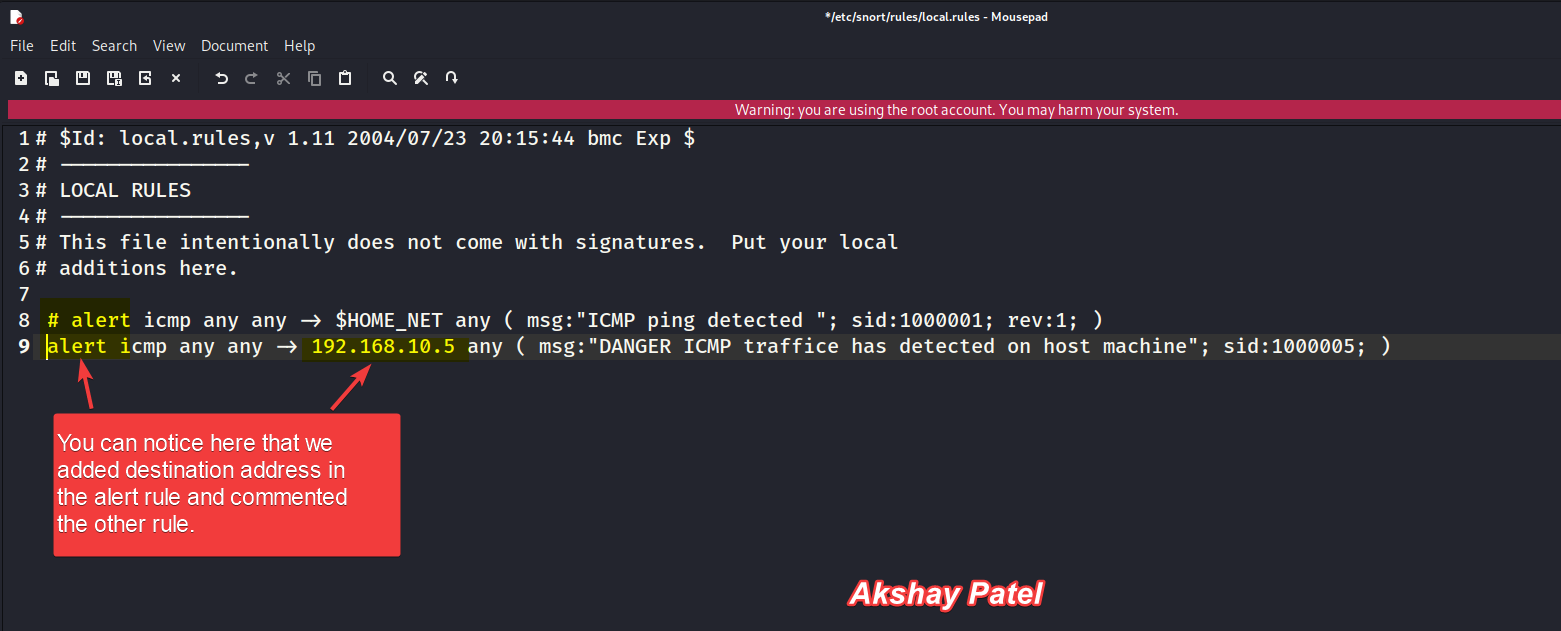 */etc/snort/rules/local.rules - Mousepad
File Edit Search View Document Help
Warning: you are using the root account. You may harm your system.
1 # $Id: local.rules,v 1.11 2004/07/23 20:15:44 bmc Exp $
2 # ----------------
3 # LOCAL RULES
4 # ----------------
5 # This file intentionally does not come with signatures.  Put your local
6 # additions here.
7
8 # alert icmp any any -> $HOME_NET any ( msg:"ICMP ping detected "; sid:1000001; rev:1; )
9 alert icmp any any -> 192.168.10.5 any ( msg:"DANGER ICMP traffice has detected on host machine"; sid:1000005; )
You can notice here that we
added destination address in
the alert rule and commented
the other rule.
Akshay Patel